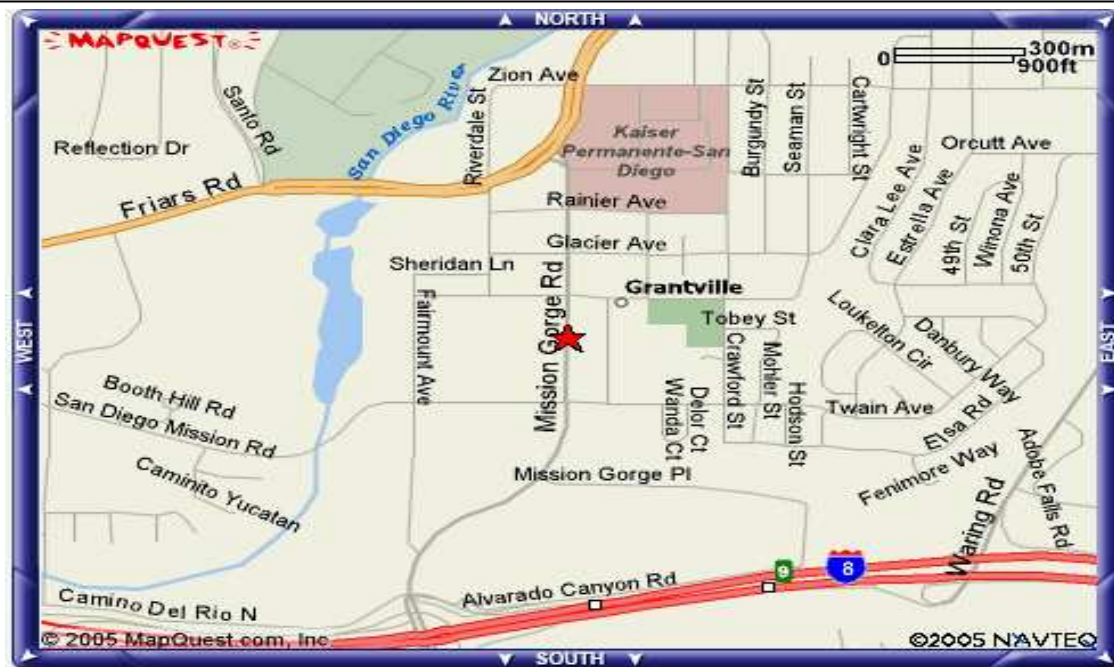 NORTH
MAPQUEST®
300m
0
900ft
Zion Ave
Santo Rd
San Diego River
Riverdale St
Kaiser
Permanente-San
Diego
Burgundy St
Seaman St
Cartwright St
Orcutt Ave
Reflection Dr
Friars Rd
Rainier Ave
Clara Lee Ave
Estrella Ave
49th St
Winona Ave
50th St
Glacier Ave
Sheridan Ln
Mission Gorge Rd
Grantville
Fairmount Ave
Tobey St
Loukelton Cir
Danbury Way
WEST
EAST
Booth Hill Rd
San Diego Mission Rd
Wanda Ct
Delor Ct
Crawford St
Mohler St
Hodson St
Twain Ave
Elsa Rd
Caminito Yucatan
Mission Gorge Pl
Fenimore Way
Waring Rd
Adobe Falls Rd
9
8
Camino Del Rio N
Alvarado Canyon Rd
© 2005 MapQuest.com, Inc
©2005 NAVTEQ
SOUTH